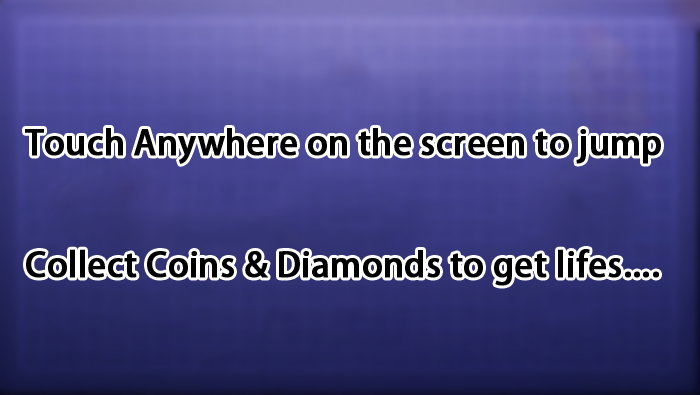 Touch Anywhere on the screen to jump
Collect Coins & Diamonds to get lifes....